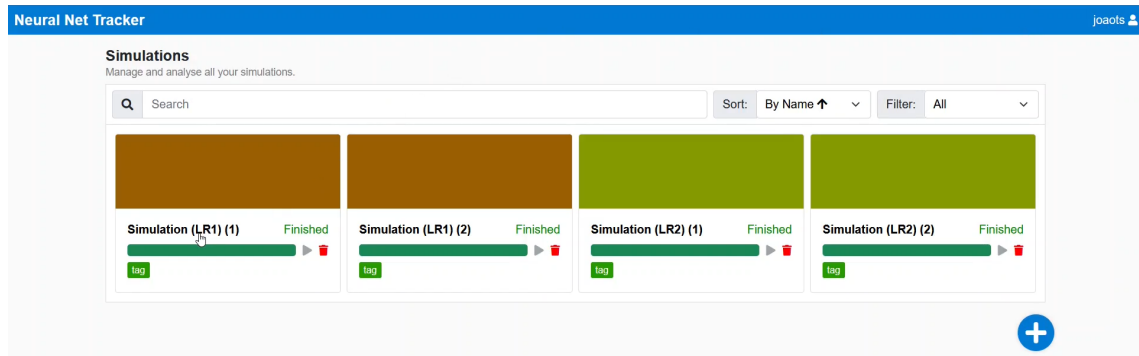 Neural Net Tracker joaots
Simulations
Manage and analyse all your simulations.
Search Sort: By Name Filter: All
Simulation (LR1) (1) Finished Simulation (LR1) (2) Finished Simulation (LR2) (1) Finished Simulation (LR2) (2) Finished
tag tag tag tag